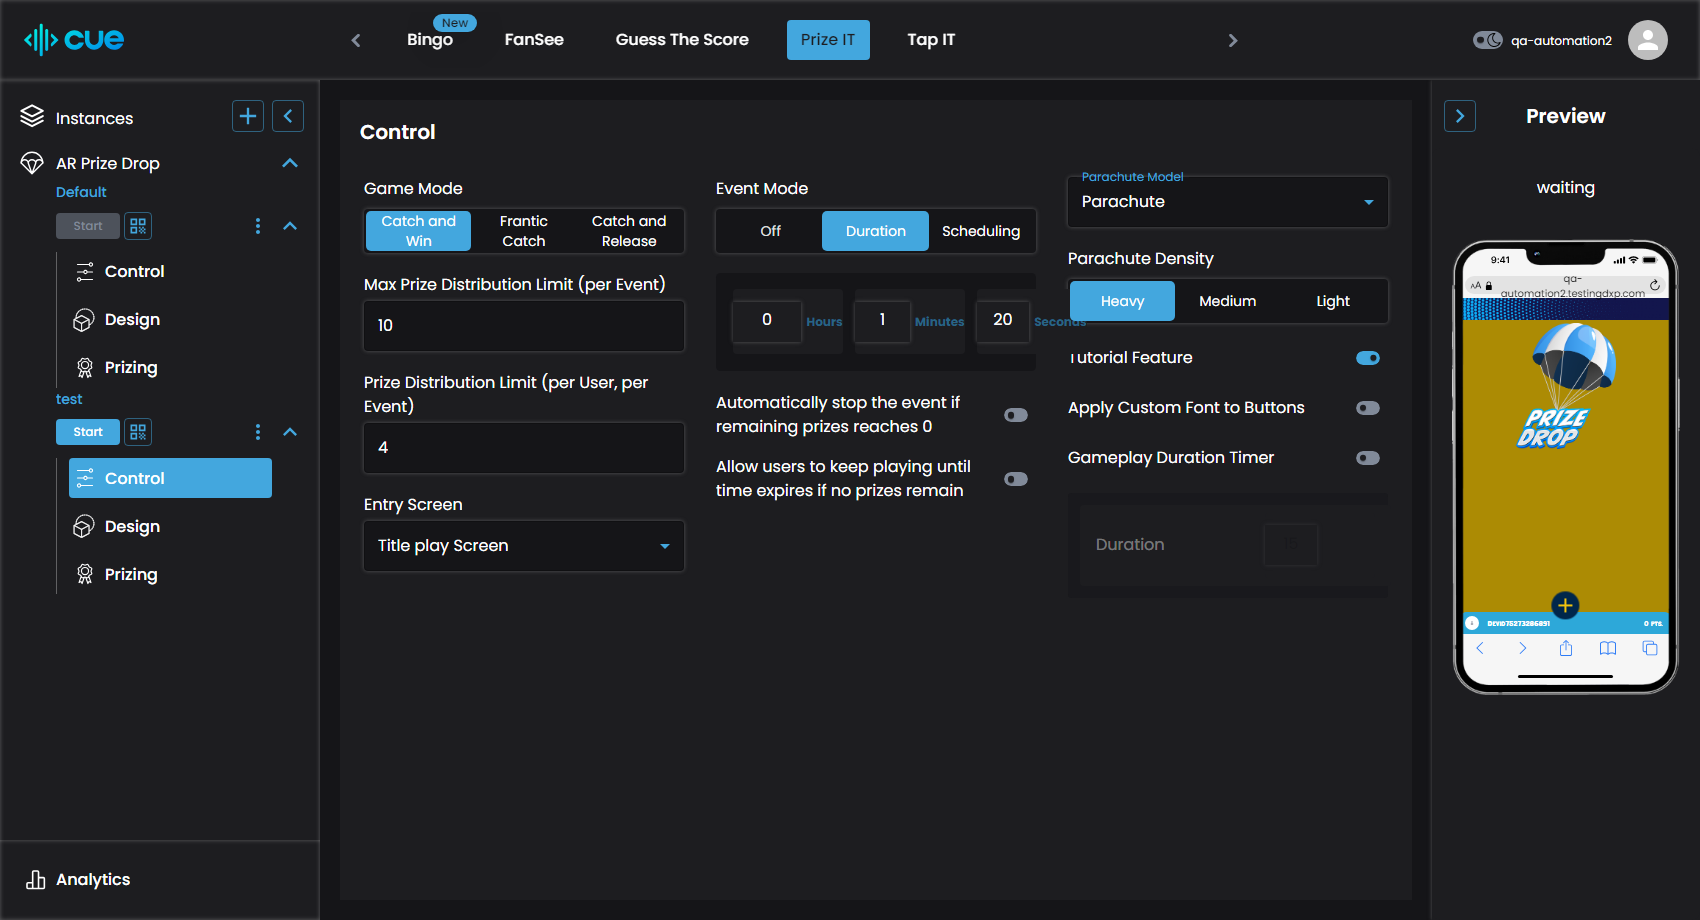 cue
New
Bingo
FanSee
Guess The Score
Prize IT
Tap IT
qa-automation2
Instances
AR Prize Drop
Default
Start
Control
Design
Prizing
test
Start
Control
Design
Prizing
Analytics
Control
Game Mode
Catch and
Win
Frantic
Catch
Catch and
Release
Max Prize Distribution Limit (per Event)
10
Prize Distribution Limit (per User, per
Event)
4
Entry Screen
Title play Screen
Event Mode
Off
Duration
Scheduling
0 Hours 1 Minutes 20 Seconds
Automatically stop the event if
remaining prizes reaches 0
Allow users to keep playing until
time expires if no prizes remain
Parachute Model
Parachute
Parachute Density
Heavy
Medium
Light
Tutorial Feature
Apply Custom Font to Buttons
Gameplay Duration Timer
Duration
Preview
waiting
9:41
AA
qa-
automation2.testingdxp.com
PRIZE
DROP
0 PTS.